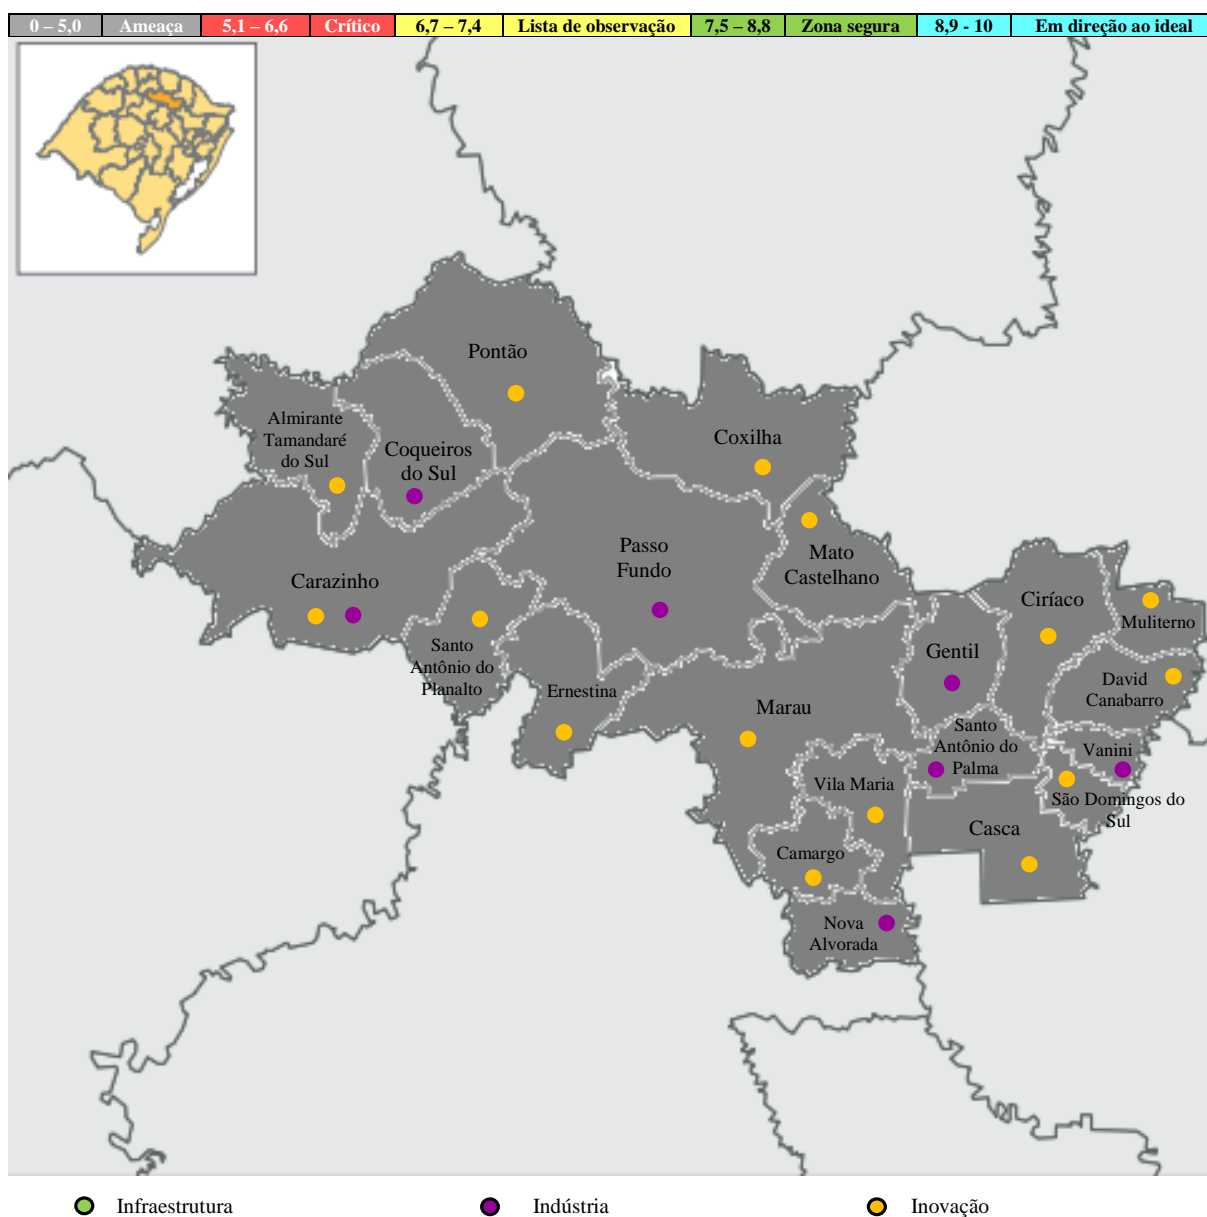 0 – 5,0 Ameaça 5,1 – 6,6 Crítico 6,7 – 7,4 Lista de observação 7,5 – 8,8 Zona segura 8,9 - 10 Em direção ao ideal
Pontão
Almirante
Tamandaré
do Sul
Coqueiros
do Sul
Coxilha
Passo
Fundo
Mato
Castelhano
Carazinho
Santo
Antônio do
Planalto
Ernestina
Marau
Gentil
Ciríaco
Muliterno
David
Canabarro
Santo
Antônio do
Palma
Vanini
São Domingos do
Sul
Vila Maria
Casca
Camargo
Nova
Alvorada
Infraestrutura Indústria Inovação